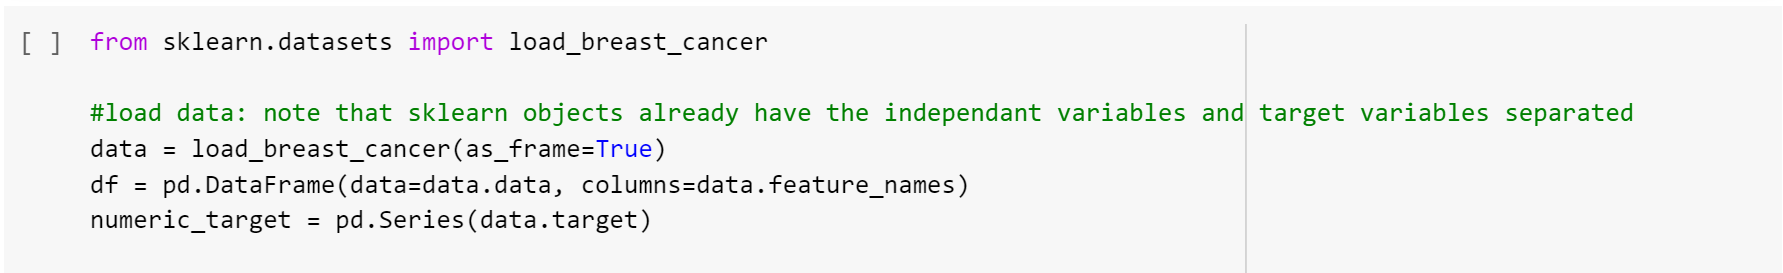 [ ] from sklearn.datasets import load_breast_cancer
#load data: note that sklearn objects already have the independant variables and target variables separated
data = load_breast_cancer(as_frame=True)
df = pd.DataFrame(data=data.data, columns=data.feature_names)
numeric_target = pd.Series(data.target)